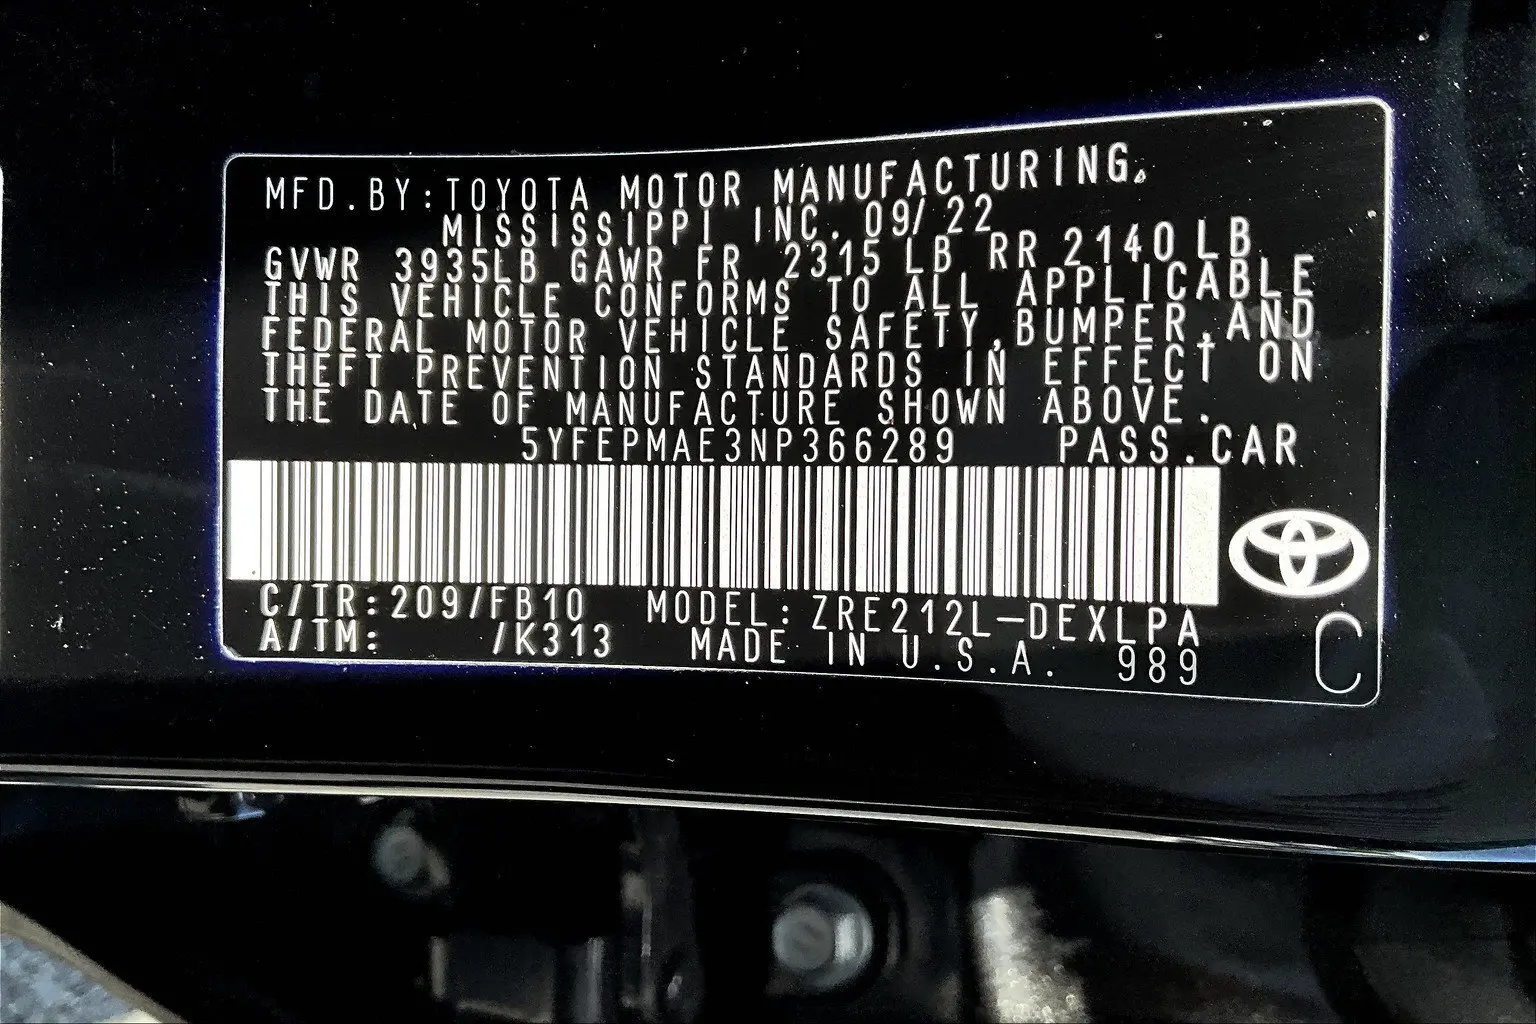 MFD.BY:TOYOTA MOTOR MANUFACTURING,
MISSISSIPPI INC. 09/22
GVWR 3935LB GAWR FR 2315 LB RR 2140LB
THIS VEHICLE CONFORMS TO ALL APPLICABLE
FEDERAL MOTOR VEHICLE SAFETY,BUMPER,AND
THEFT PREVENTION STANDARDS IN EFFECT ON
THE DATE OF MANUFACTURE SHOWN ABOVE.
5YFEPMAE3NP366289 PASS.CAR
C/TR:209/FB10 MODEL:ZRE212L-DEXLPA
A/TM: /K313 MADE IN U.S.A. 989
C